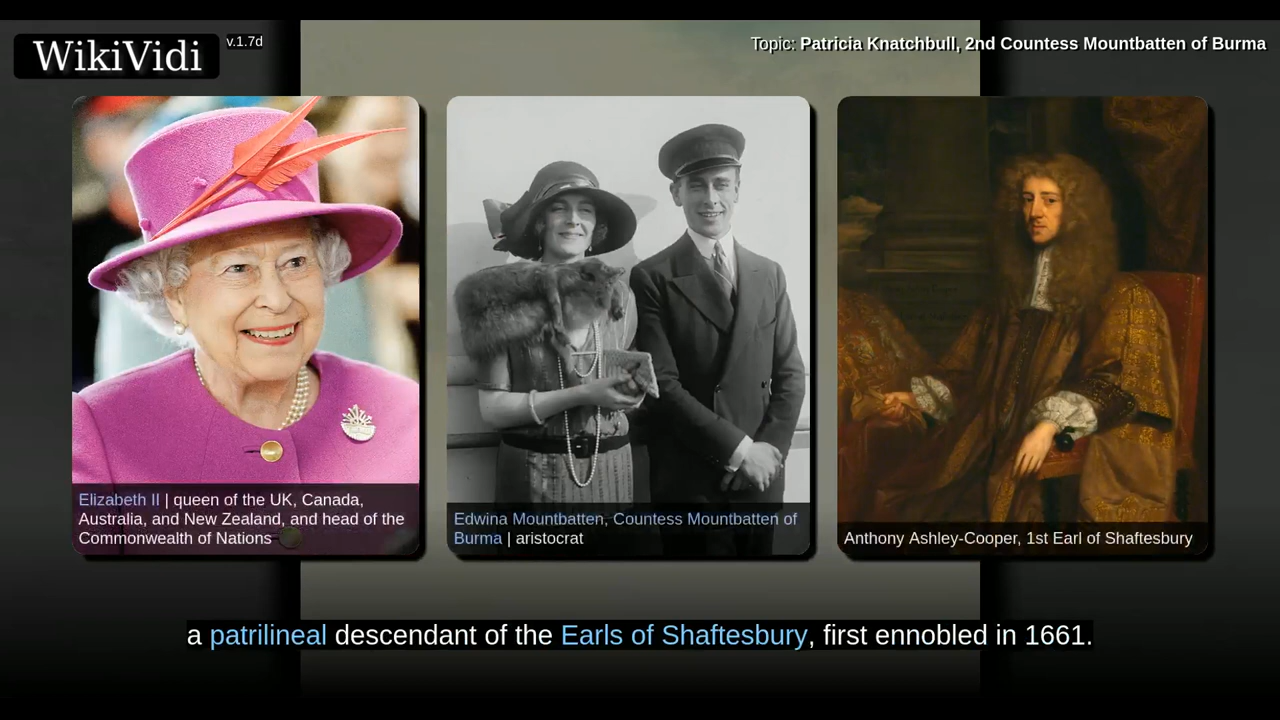 WikiVidi
v.1.7d
Topic: Patricia Knatchbull, 2nd Countess Mountbatten of Burma
Elizabeth II | queen of the UK, Canada,
Australia, and New Zealand, and head of the
Commonwealth of Nations
Edwina Mountbatten, Countess Mountbatten of
Burma | aristocrat
Anthony Ashley-Cooper, 1st Earl of Shaftesbury
a patrilineal descendant of the Earls of Shaftesbury, first ennobled in 1661.